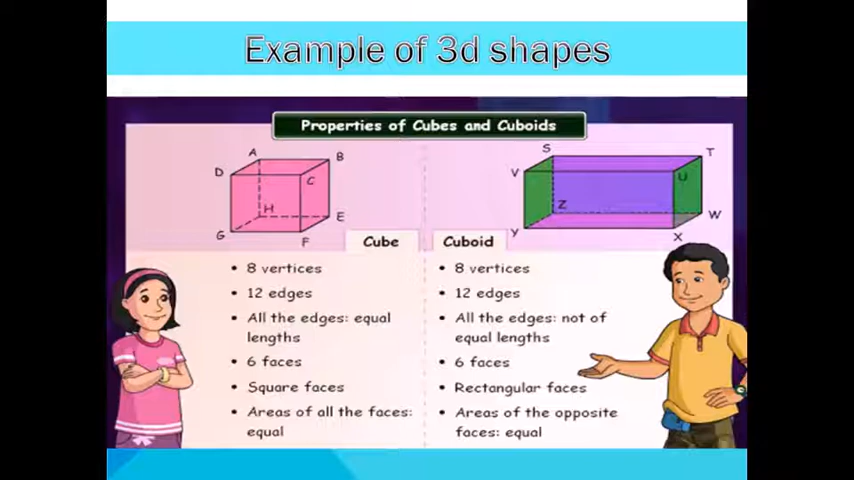 Example of 3d shapes
Properties of Cubes and Cuboids
A
B
D
C
H
E
G
F
S
T
V
U
Z
W
Y
X
Cube
Cuboid
• 8 vertices
• 12 edges
• All the edges: equal
lengths
• 6 faces
• Square faces
• Areas of all the faces:
equal
• 8 vertices
• 12 edges
• All the edges: not of
equal lengths
• 6 faces
• Rectangular faces
• Areas of the opposite
faces: equal